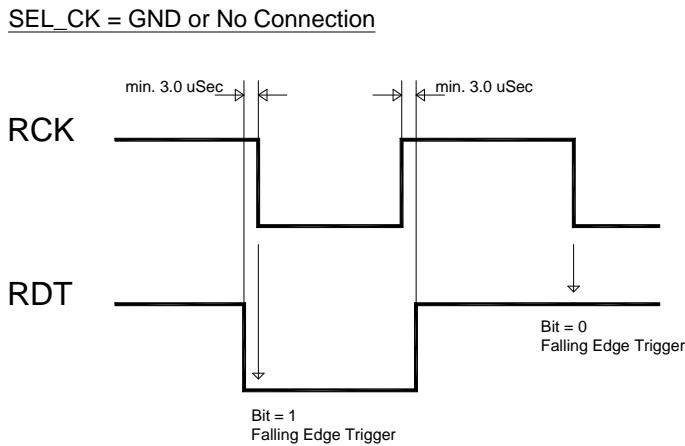 SEL_CK = GND or No Connection
min. 3.0 uSec
min. 3.0 uSec
RCK
RDT
Bit = 0
Falling Edge Trigger
Bit = 1
Falling Edge Trigger